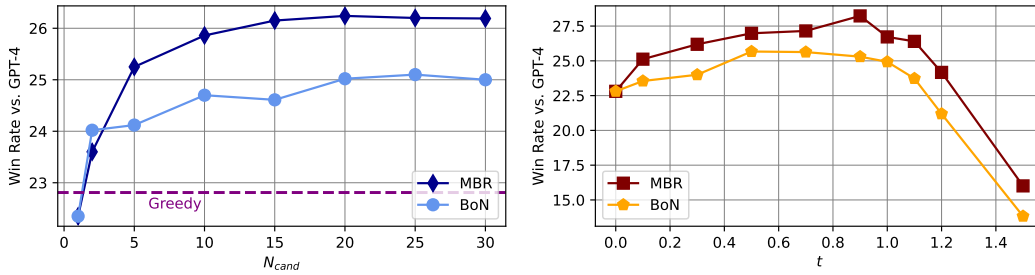 Win Rate vs. GPT-4
26
25
24
23
0
5
10
15
20
25
30
N_cand
Greedy
MBR
BoN
Win Rate vs. GPT-4
27.5
25.0
22.5
20.0
17.5
15.0
0.0
0.2
0.4
0.6
0.8
1.0
1.2
1.4
t
MBR
BoN